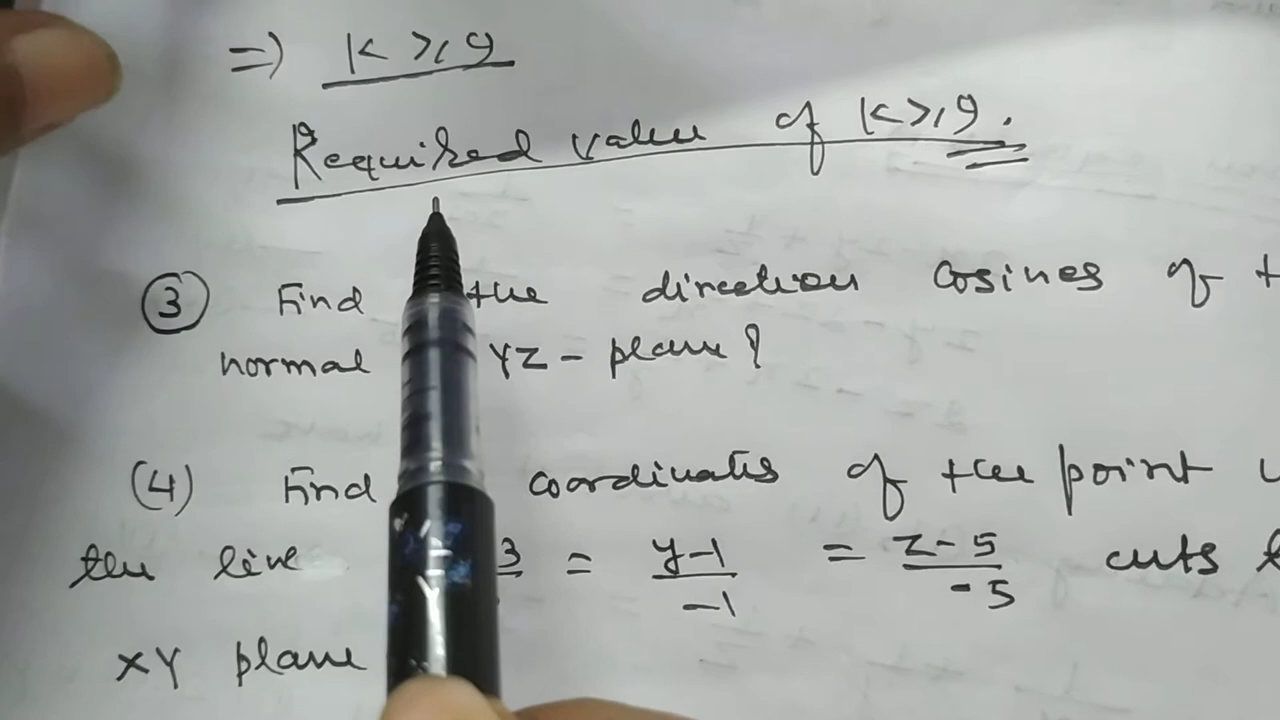 => K ⩾ 9
Required value of K ⩾ 9.
③ Find the direction cosines of
normal YZ - plane ?
(4) Find coordinates of the point
the line 3 = y-1/-1 = z-5/-5 cuts
XY plane